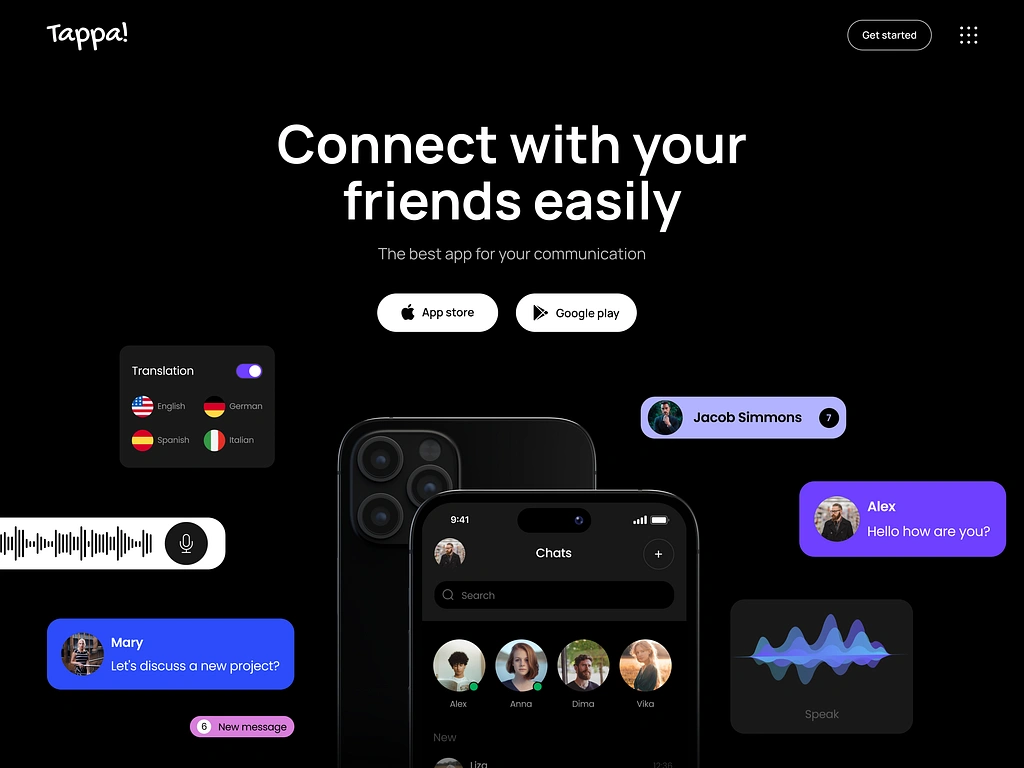 Tappa!
Get started
Connect with your
friends easily
The best app for your communication
App store
Google play
Translation
English
German
Spanish
Italian
Jacob Simmons
7
Alex
Hello how are you?
9:41
Chats
+
Search
Mary
Let's discuss a new project?
Alex
Anna
Dima
Vika
Speak
6
New message
New
Liza
12:36